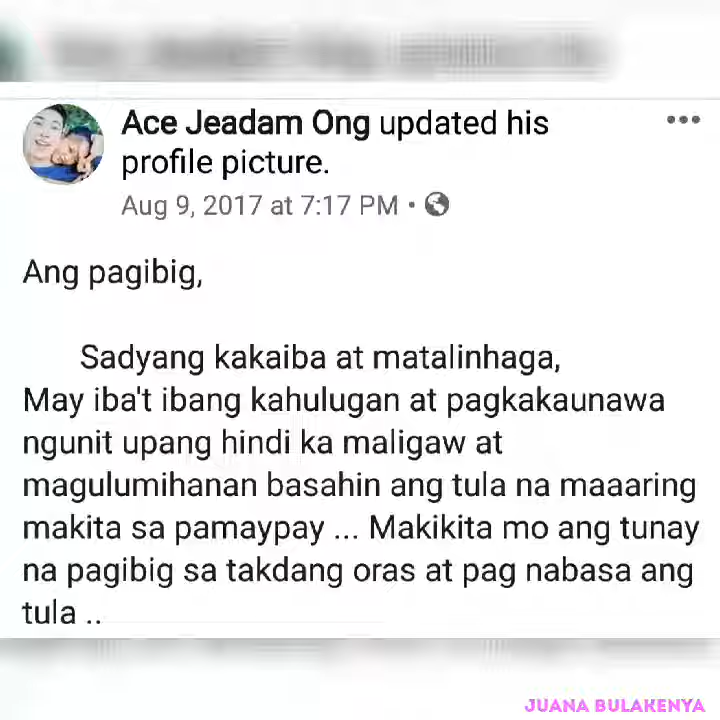 Ace Jeadam Ong updated his
profile picture.
Aug 9, 2017 at 7:17 PM •
Ang pagibig,
Sadyang kakaiba at matalinhaga,
May iba't ibang kahulugan at pagkakaunawa
ngunit upang hindi ka maligaw at
magulumihanan basahin ang tula na maaaring
makita sa pamaypay ... Makikita mo ang tunay
na pagibig sa takdang oras at pag nabasa ang
tula ..
JUANA BULAKENYA